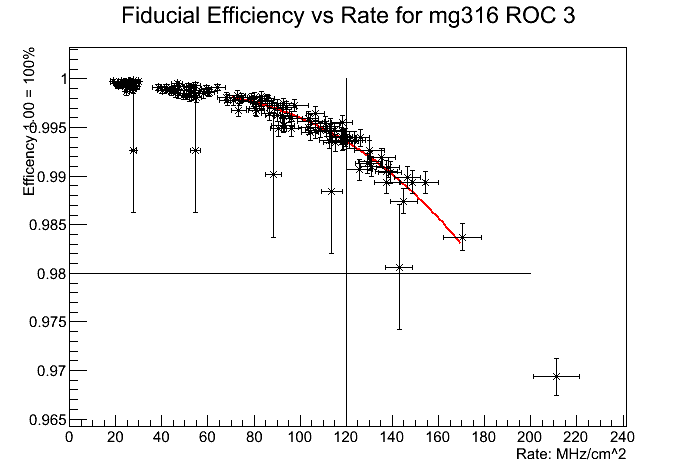 Fiducial Efficiency vs Rate for mg316 ROC 3
Efficency 1.00 = 100%
1
0.995
0.99
0.985
0.98
0.975
0.97
0.965
0 20 40 60 80 100 120 140 160 180 200 220 240
Rate: MHz/cm^2